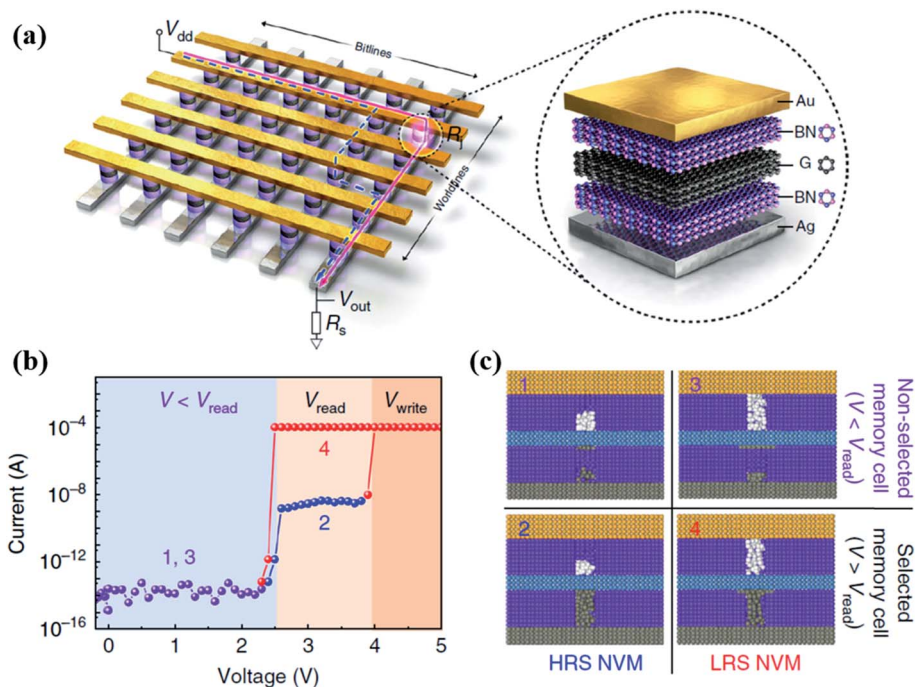 (a)
Vdd
Bitlines
Rj
Worldlines
Vout
Rs
Au
BN
G
BN
Ag
(b)
Current (A)
10⁻⁴
10⁻⁸
10⁻¹²
10⁻¹⁶
V < Vread
Vread
Vwrite
4
2
1, 3
0
1
2
3
4
5
Voltage (V)
(c)
1
3
2
4
Non-selected
memory cell
(V < Vread)
Selected
memory cell
(V > Vread)
HRS NVM
LRS NVM